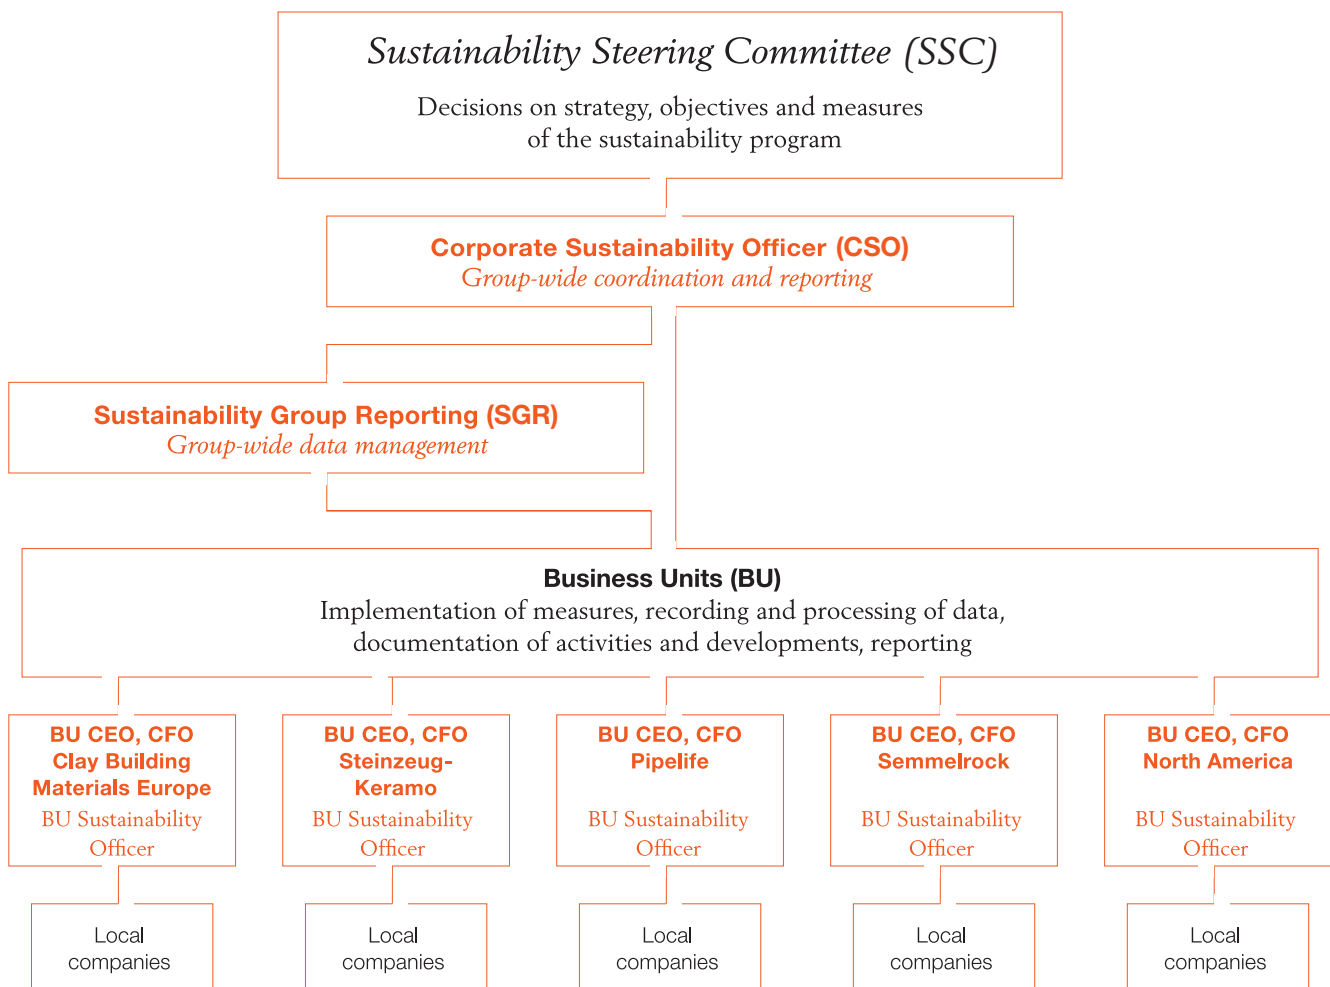 Sustainability Steering Committee (SSC)
Decisions on strategy, objectives and measures
of the sustainability program
Corporate Sustainability Officer (CSO)
Group-wide coordination and reporting
Sustainability Group Reporting (SGR)
Group-wide data management
Business Units (BU)
Implementation of measures, recording and processing of data,
documentation of activities and developments, reporting
BU CEO, CFO
Clay Building
Materials Europe
BU Sustainability
Officer
BU CEO, CFO
Steinzeug-
Keramo
BU Sustainability
Officer
BU CEO, CFO
Pipelife
BU Sustainability
Officer
BU CEO, CFO
Semmelrock
BU Sustainability
Officer
BU CEO, CFO
North America
BU Sustainability
Officer
Local
companies
Local
companies
Local
companies
Local
companies
Local
companies